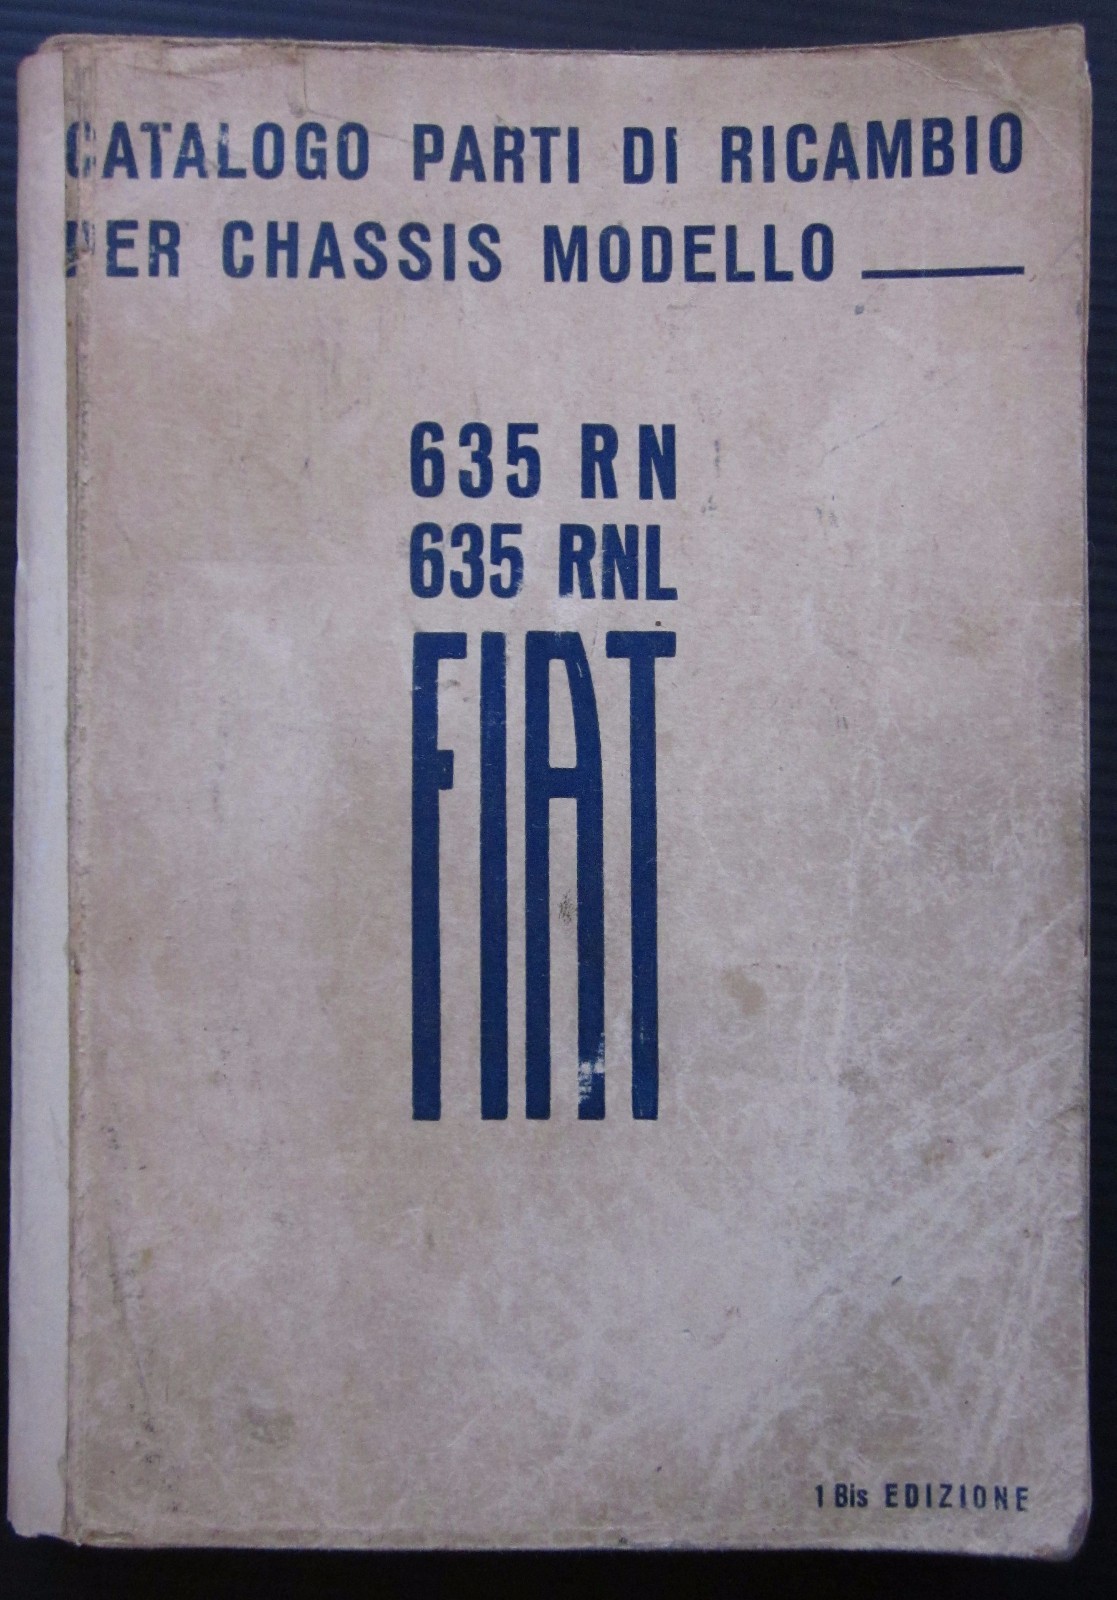 CATALOGO PARTI DI RICAMBIO
PER CHASSIS MODELLO
635 RN
635 RNL
FIAT
1 Bis EDIZIONE